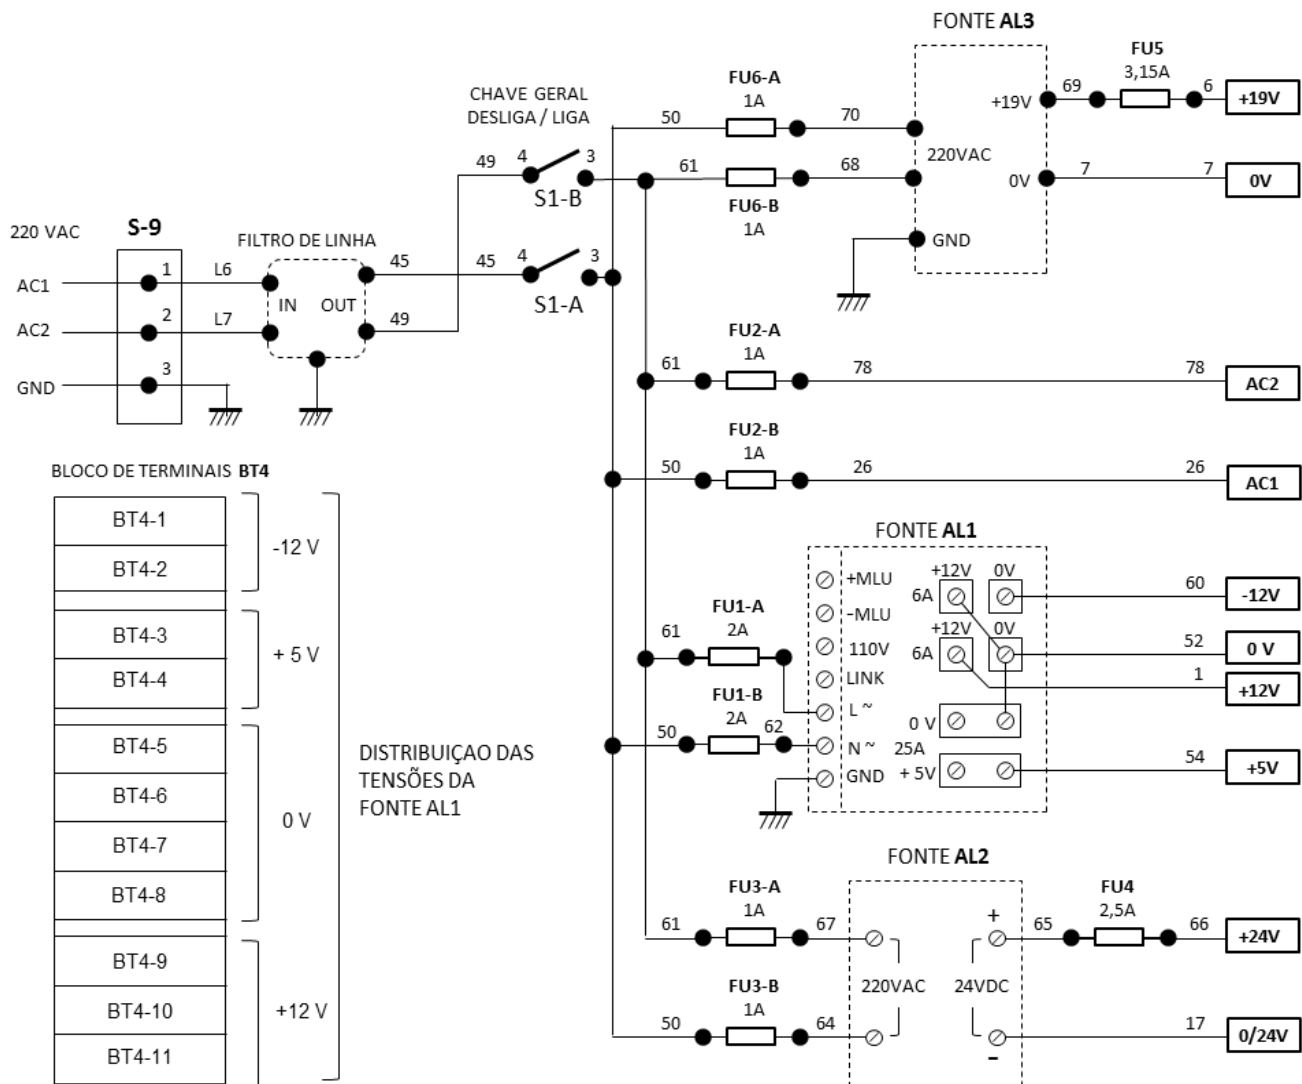 FONTE AL3
FU5
3,15A
69
6
+19V
+19V
FU6-A
1A
50
70
CHAVE GERAL
DESLIGA / LIGA
220VAC
49
4
3
S1-B
61
68
FU6-B
1A
0V
7
7
0V
GND
220 VAC
S-9
FILTRO DE LINHA
AC1
1
L6
IN
OUT
45
45
4
3
S1-A
AC2
2
L7
49
GND
3
FU2-A
1A
61
78
78
AC2
FU2-B
1A
50
26
26
AC1
BLOCO DE TERMINAIS BT4
BT4-1
BT4-2
-12 V
BT4-3
BT4-4
+ 5 V
BT4-5
BT4-6
BT4-7
BT4-8
0 V
BT4-9
BT4-10
BT4-11
+12 V
DISTRIBUIÇAO DAS
TENSÕES DA
FONTE AL1
FONTE AL1
+MLU
-MLU
110V
LINK
L ~
N ~
GND
+12V
0V
6A
+12V
0V
6A
0 V
25A
+ 5V
60
-12V
52
0 V
1
+12V
54
+5V
FU1-A
2A
61
FU1-B
2A
50
62
FONTE AL2
FU3-A
1A
61
67
220VAC
24VDC
+
-
FU3-B
1A
50
64
FU4
2,5A
65
66
+24V
17
0/24V